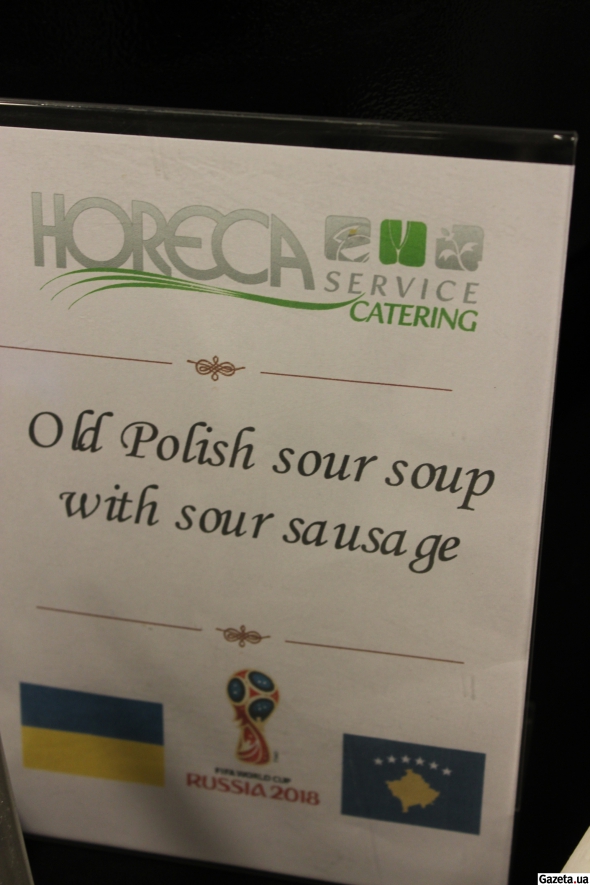 HORECA
SERVICE
CATERING
Old Polish sour soup
with sour sausage
FIFA WORLD CUP
RUSSIA 2018
Gazeta.ua